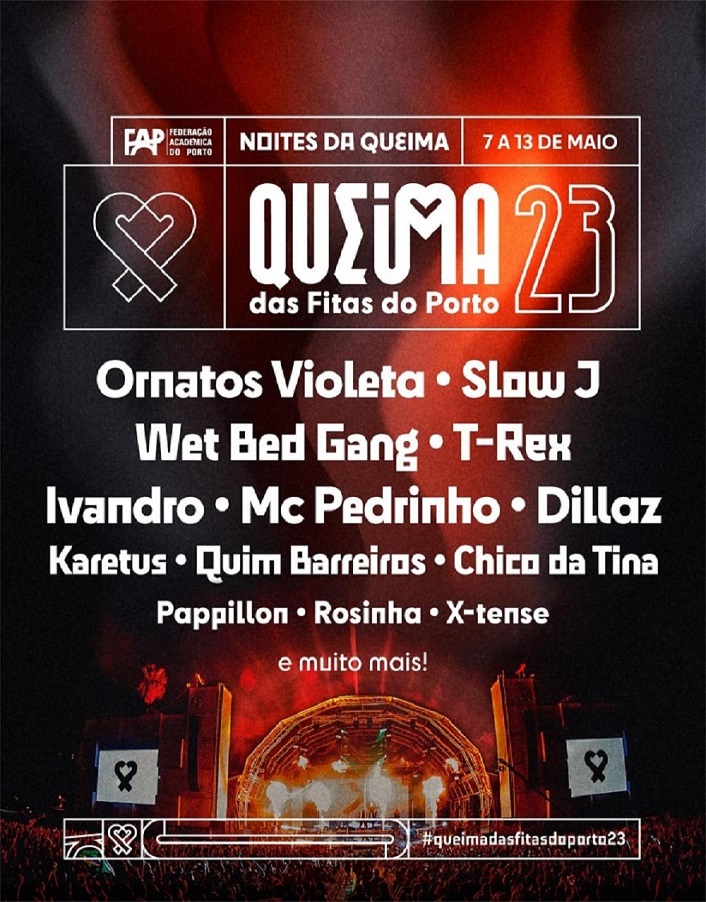 FAP FEDERAÇÃO
ACADÉMICA
DO PORTO
NOITES DA QUEIMA
7 A 13 DE MAIO
QUEIMA 23
das Fitas do Porto
Ornatos Violeta • Slow J
Wet Bed Gang • T-Rex
Ivandro • Mc Pedrinho • Dillaz
Karetus • Quim Barreiros • Chico da Tina
Pappillon • Rosinha • X-tense
e muito mais!
#queimadasfitasdoporto23